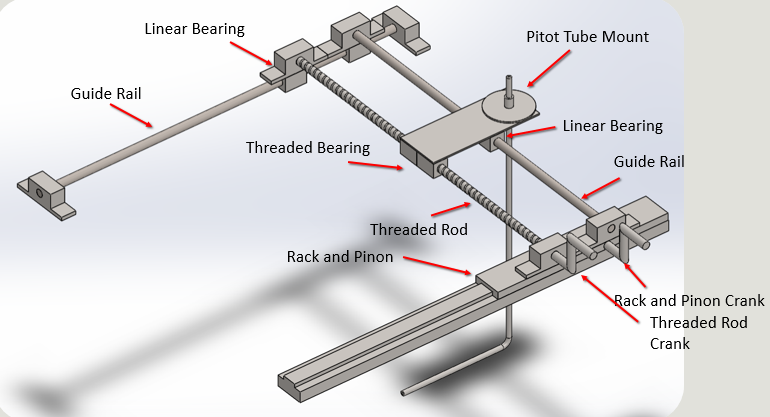 Linear Bearing
Pitot Tube Mount
Guide Rail
Linear Bearing
Threaded Bearing
Guide Rail
Threaded Rod
Rack and Pinon
Rack and Pinon Crank
Threaded Rod
Crank